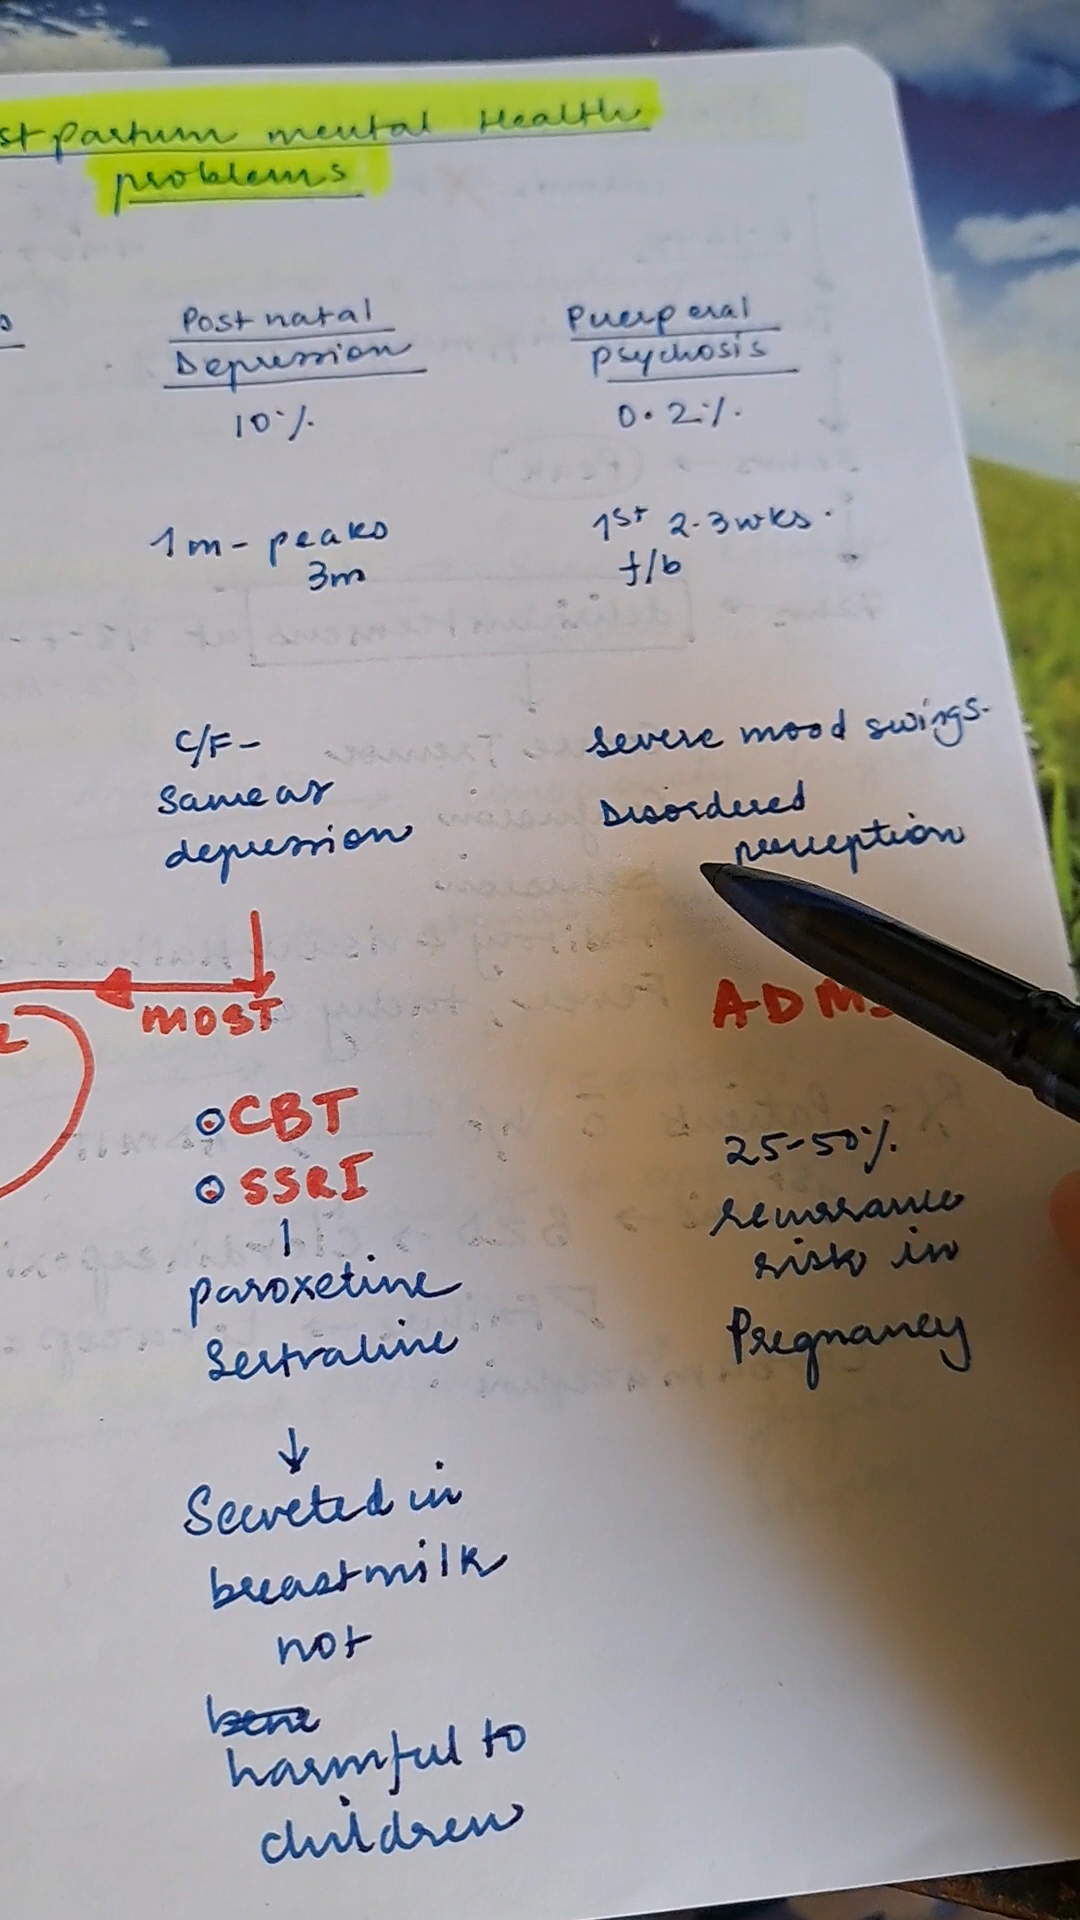 st partum mental Health
problems
Postnatal
Depression
10%
1m - peaks
3m
C/F -
Same as
depression
MOST
CBT
SSRI
paroxetine
Sertraline
Secreted in
breastmilk
not
harmful to
children
Puerperal
psychosis
0.2%
1st 2-3wks.
f/b
Severe mood swings.
Disordered
perception
ADM
25-50%
recurrance
risk in
Pregnancy